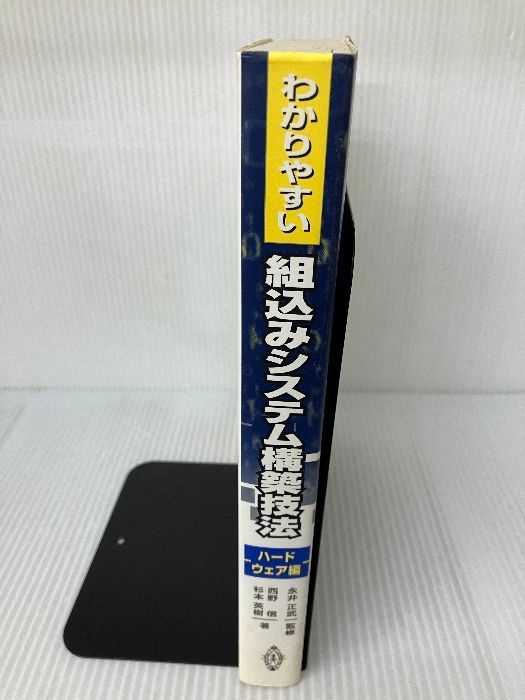 わかりやすい
組込みシステム構築技法
ハード
ウェア編
永井 正武 監修
西野 信
杉本 英樹
著